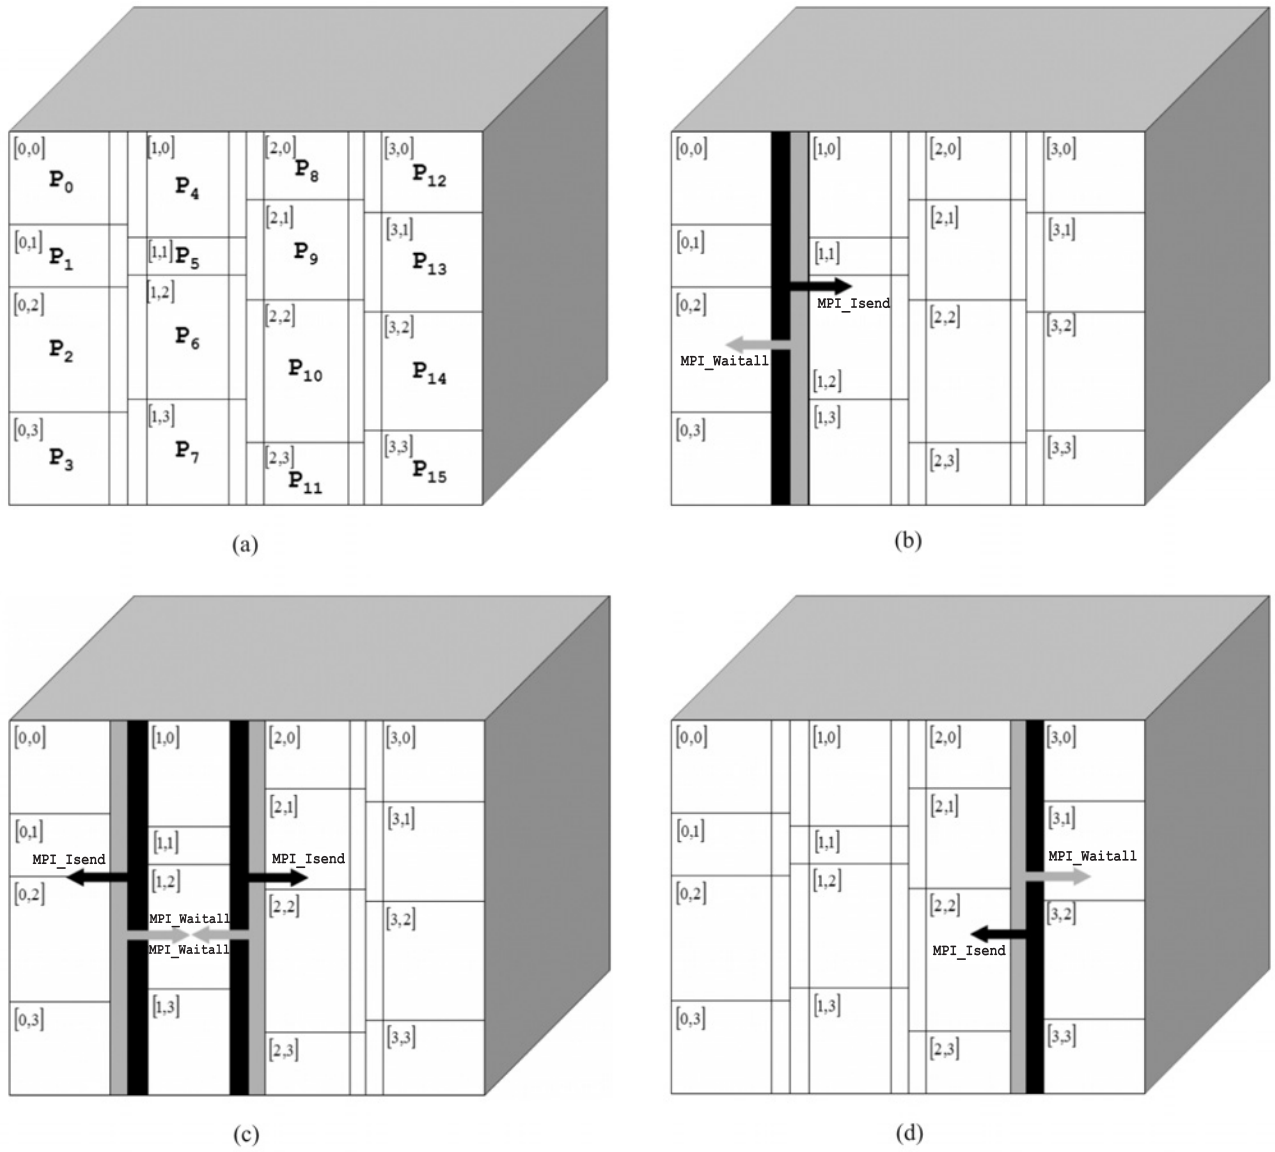 [0,0] [1,0] [2,0] [3,0]
P0 P4 P8 P12
[0,1] [1,1] [2,1] [3,1]
P1 P5 P9 P13
[0,2] [1,2] [2,2] [3,2]
P2 P6 P10 P14
[0,3] [1,3] [2,3] [3,3]
P3 P7 P11 P15
(a)
[0,0] [1,0] [2,0] [3,0]
[0,1] [1,1] [2,1] [3,1]
MPI_Isend
[0,2] [2,2] [3,2]
MPI_Waitall
[1,2]
[0,3] [1,3] [2,3] [3,3]
(b)
[0,0] [1,0] [2,0] [3,0]
[0,1] [1,1] [2,1] [3,1]
MPI_Isend MPI_Isend
[0,2] [1,2] [2,2] [3,2]
MPI_Waitall
MPI_Waitall
[0,3] [1,3] [2,3] [3,3]
(c)
[0,0] [1,0] [2,0] [3,0]
[0,1] [1,1] [2,1] [3,1]
MPI_Waitall
[0,2] [1,2] [2,2] [3,2]
MPI_Isend
[0,3] [1,3] [2,3] [3,3]
(d)